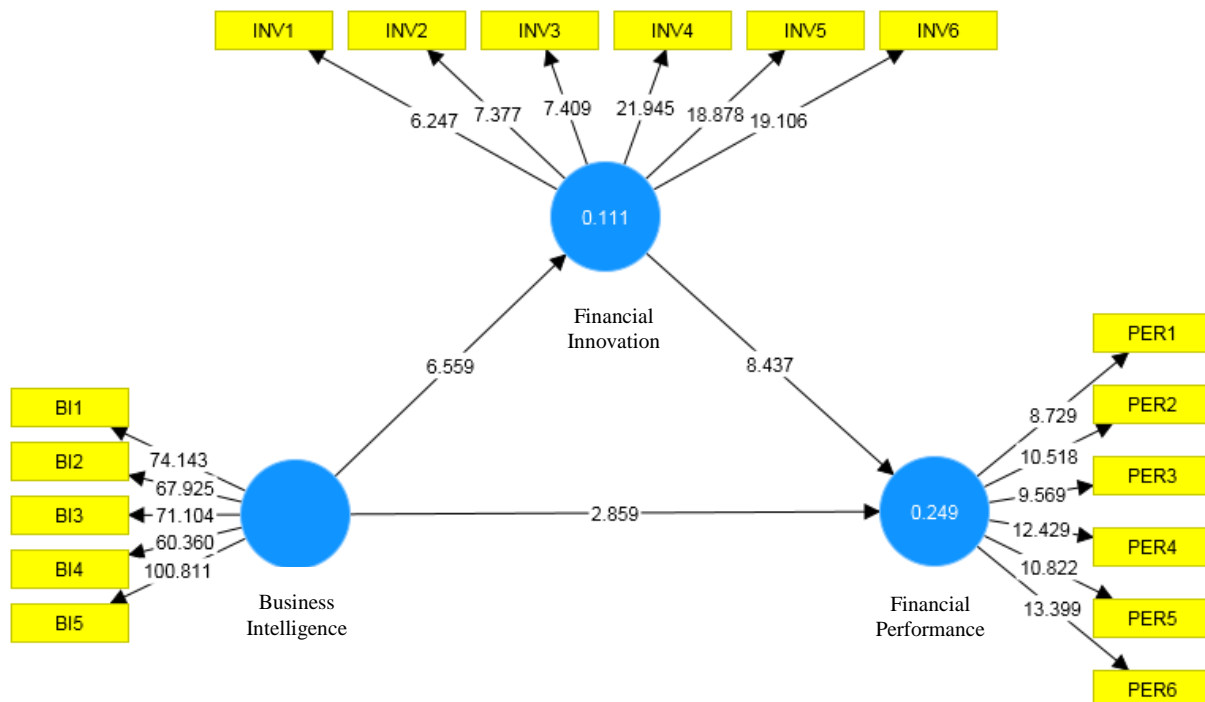 INV1 INV2 INV3 INV4 INV5 INV6
6.247 7.377 7.409 21.945 18.878 19.106
0.111
Financial
Innovation
6.559
8.437
BI1
BI2
BI3
BI4
BI5
74.143
67.925
71.104
60.360
100.811
Business
Intelligence
2.859
0.249
Financial
Performance
PER1
PER2
PER3
PER4
PER5
PER6
8.729
10.518
9.569
12.429
10.822
13.399